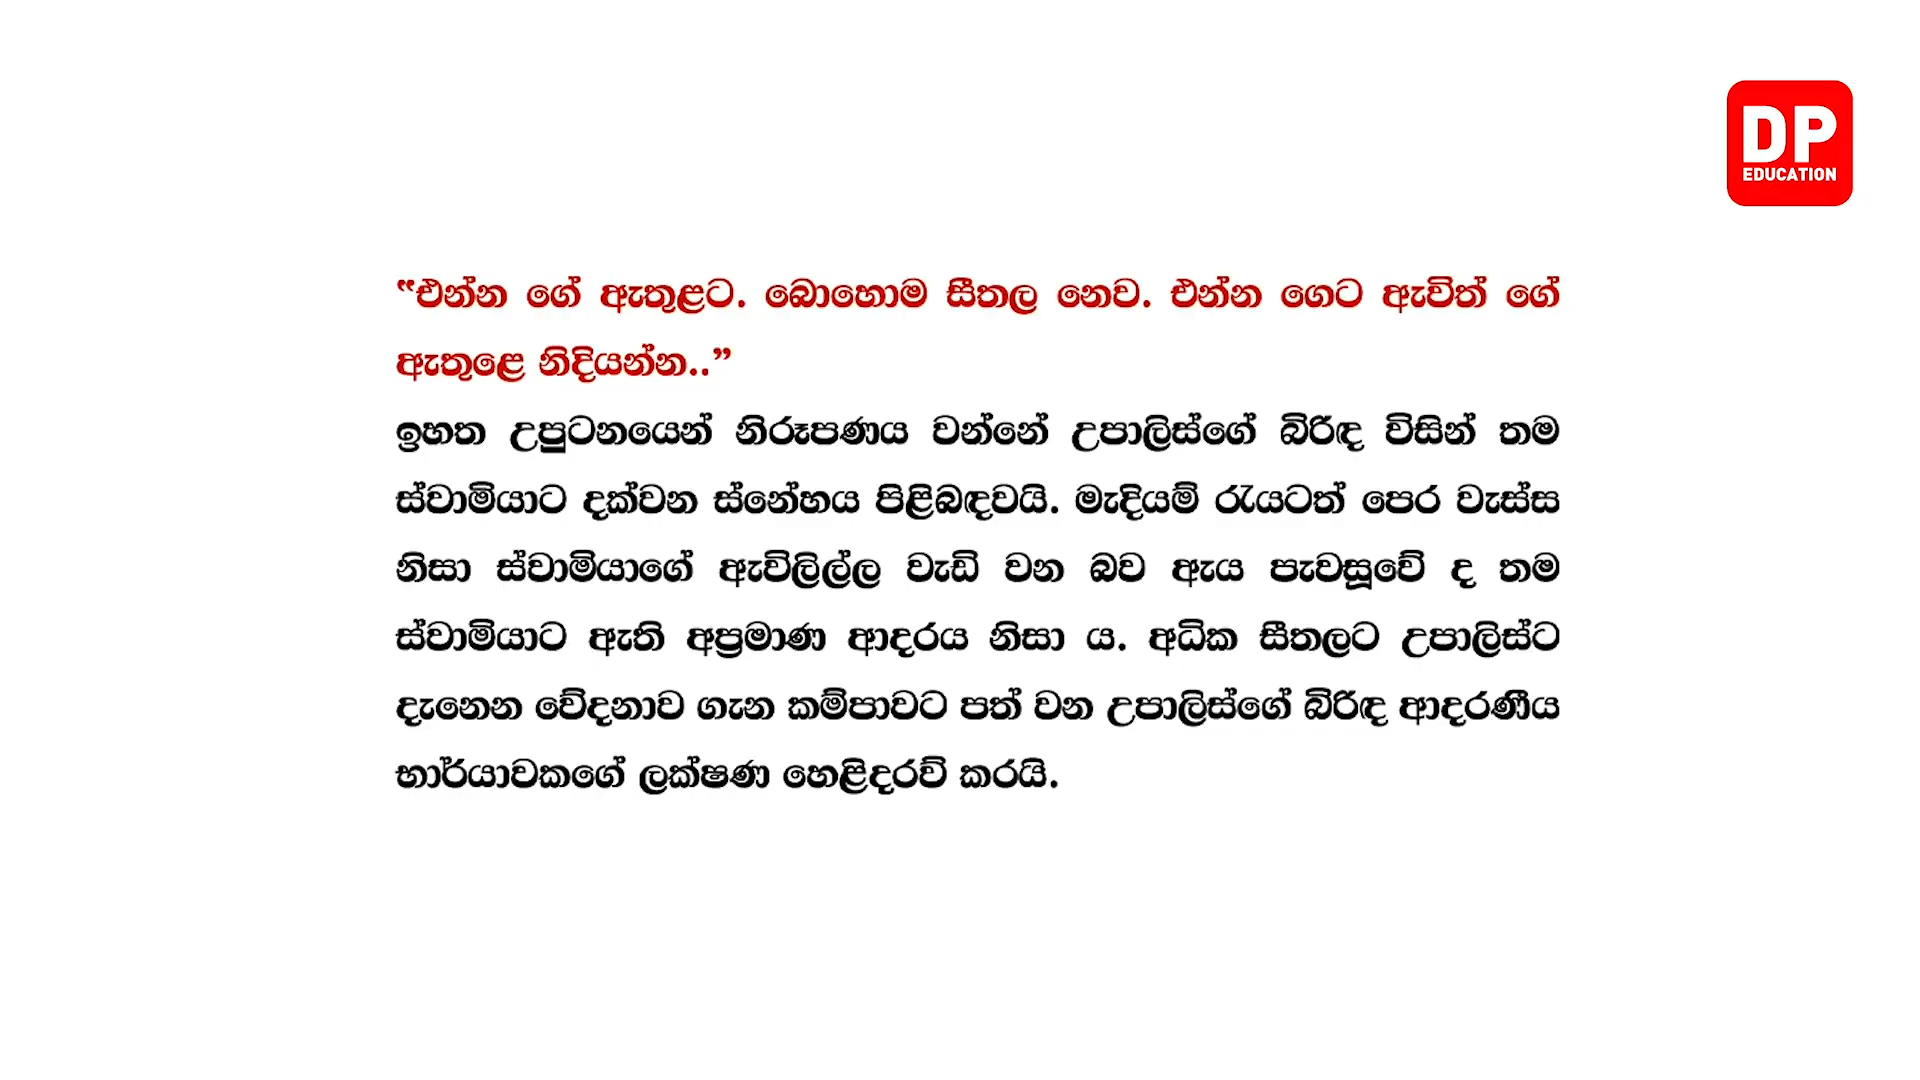 DP
EDUCATION
“එන්න ගේ ඇතුළට. බොහොම සීතල නෙව. එන්න ගෙට ඇවිත් ගේ
ඇතුළෙ නිදියන්න..”
ඉහත උපුටනයෙන් නිරූපණය වන්නේ උපාලිස්ගේ බිරිඳ විසින් තම
ස්වාමියාට දක්වන ස්නේහය පිළිබඳවයි. මැදියම් රැයටත් පෙර වැස්ස
නිසා ස්වාමියාගේ ඇවිලිල්ල වැඩි වන බව ඇය පැවසූවේ ද තම
ස්වාමියාට ඇති අප්‍රමාණ ආදරය නිසා ය. අධික සීතලට උපාලිස්ට
දැනෙන වේදනාව ගැන කම්පාවට පත් වන උපාලිස්ගේ බිරිඳ ආදරණීය
භාර්යාවකගේ ලක්ෂණ හෙළිදරව් කරයි.